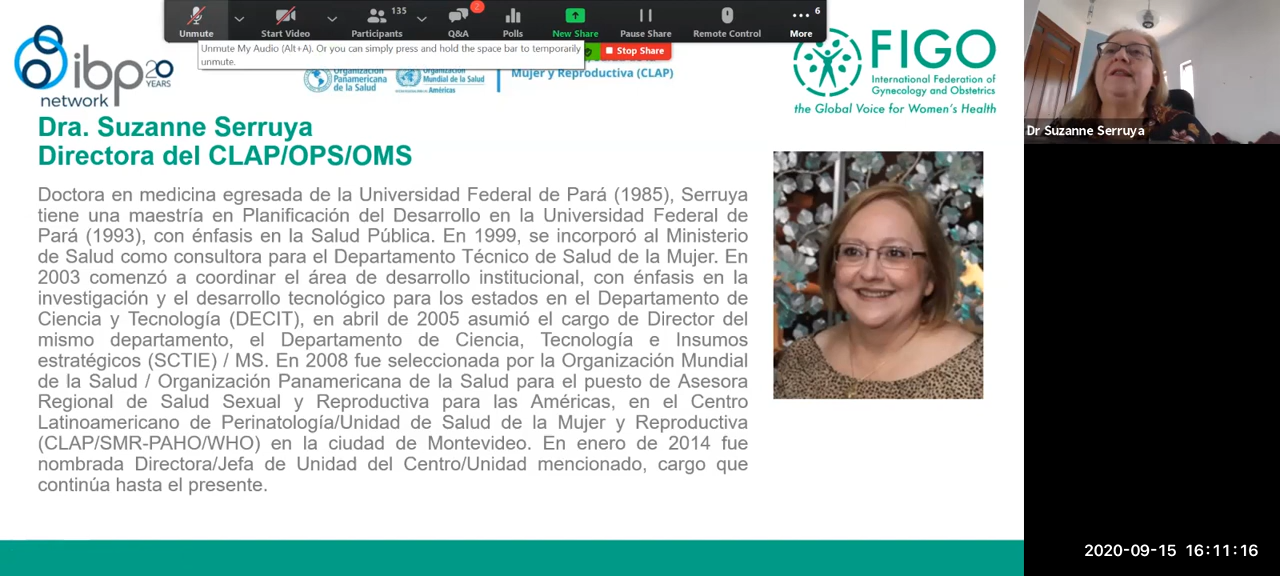 135
2
6
Unmute
Start Video
Participants
Q&A
Polls
New Share
Pause Share
Remote Control
More
Unmute My Audio (Alt+A). Or you can simply press and hold the space bar to temporarily
unmute.
Stop Share
ibp
20
YEARS
network
Organización
Panamericana
de la Salud
Organización
Mundial de la Salud
Américas
Mujer y Reproductiva (CLAP)
FIGO
International Federation of
Gynecology and Obstetrics
the Global Voice for Women's Health
Dr Suzanne Serruya
Dra. Suzanne Serruya
Directora del CLAP/OPS/OMS
Doctora en medicina egresada de la Universidad Federal de Pará (1985), Serruya
tiene una maestría en Planificación del Desarrollo en la Universidad Federal de
Pará (1993), con énfasis en la Salud Pública. En 1999, se incorporó al Ministerio
de Salud como consultora para el Departamento Técnico de Salud de la Mujer. En
2003 comenzó a coordinar el área de desarrollo institucional, con énfasis en la
investigación y el desarrollo tecnológico para los estados en el Departamento de
Ciencia y Tecnología (DECIT), en abril de 2005 asumió el cargo de Director del
mismo departamento, el Departamento de Ciencia, Tecnología e Insumos
estratégicos (SCTIE) / MS. En 2008 fue seleccionada por la Organización Mundial
de la Salud / Organización Panamericana de la Salud para el puesto de Asesora
Regional de Salud Sexual y Reproductiva para las Américas, en el Centro
Latinoamericano de Perinatología/Unidad de Salud de la Mujer y Reproductiva
(CLAP/SMR-PAHO/WHO) en la ciudad de Montevideo. En enero de 2014 fue
nombrada Directora/Jefa de Unidad del Centro/Unidad mencionado, cargo que
continúa hasta el presente.
2020-09-15 16:11:16